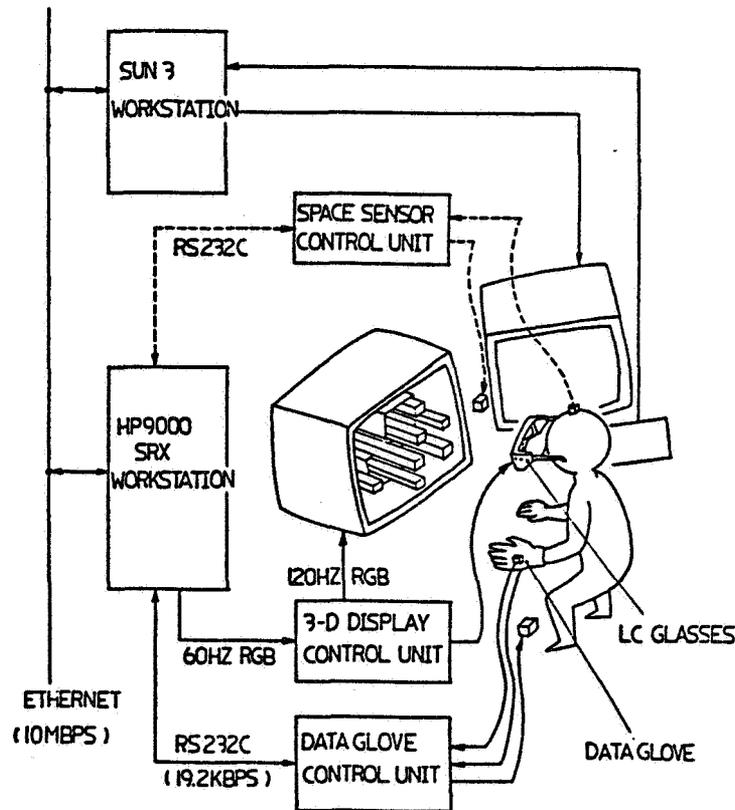 SUN 3
WORKSTATION
SPACE SENSOR
CONTROL UNIT
RS232C
HP9000
SRX
WORKSTATION
120HZ RGB
3-D DISPLAY
CONTROL UNIT
60HZ RGB
LC GLASSES
ETHERNET
(10MBPS)
RS232C
(19.2KBPS)
DATA GLOVE
CONTROL UNIT
DATA GLOVE